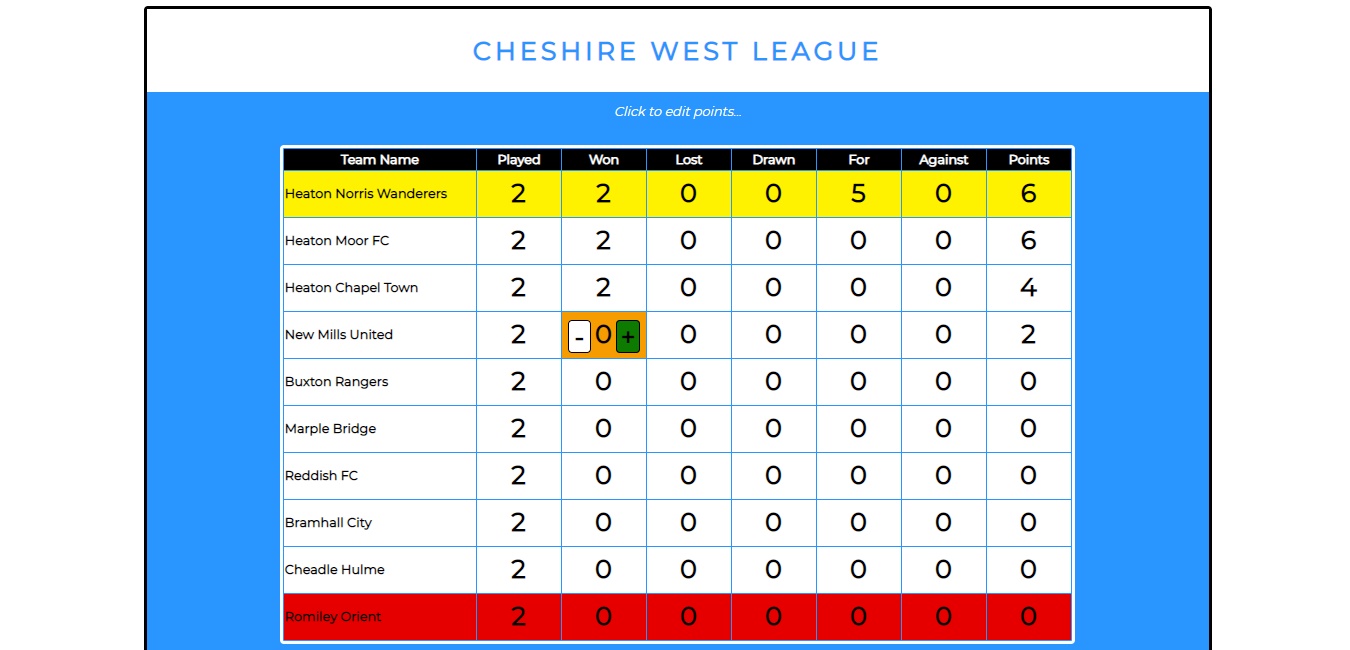 CHESHIRE WEST LEAGUE
Click to edit points...
Team Name Played Won Lost Drawn For Against Points
Heaton Norris Wanderers 2 2 0 0 5 0 6
Heaton Moor FC 2 2 0 0 0 0 6
Heaton Chapel Town 2 2 0 0 0 0 4
New Mills United 2 - 0 + 0 0 0 0 2
Buxton Rangers 2 0 0 0 0 0 0
Marple Bridge 2 0 0 0 0 0 0
Reddish FC 2 0 0 0 0 0 0
Bramhall City 2 0 0 0 0 0 0
Cheadle Hulme 2 0 0 0 0 0 0
Romiley Orient 2 0 0 0 0 0 0